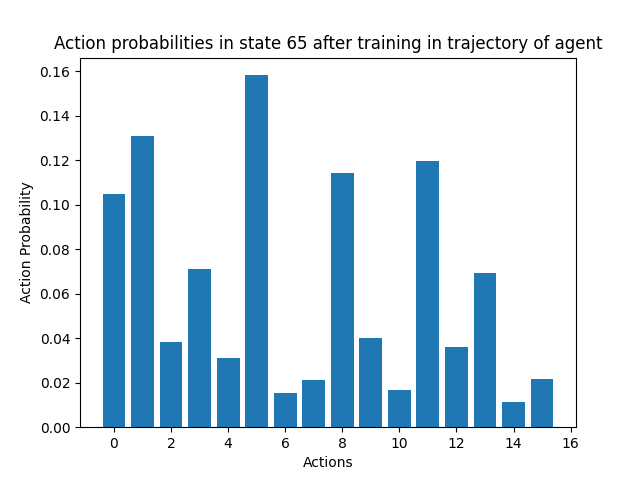 Action probabilities in state 65 after training in trajectory of agent
0.16
0.14
0.12
0.10
0.08
0.06
0.04
0.02
0.00
Action Probability
0 2 4 6 8 10 12 14 16
Actions